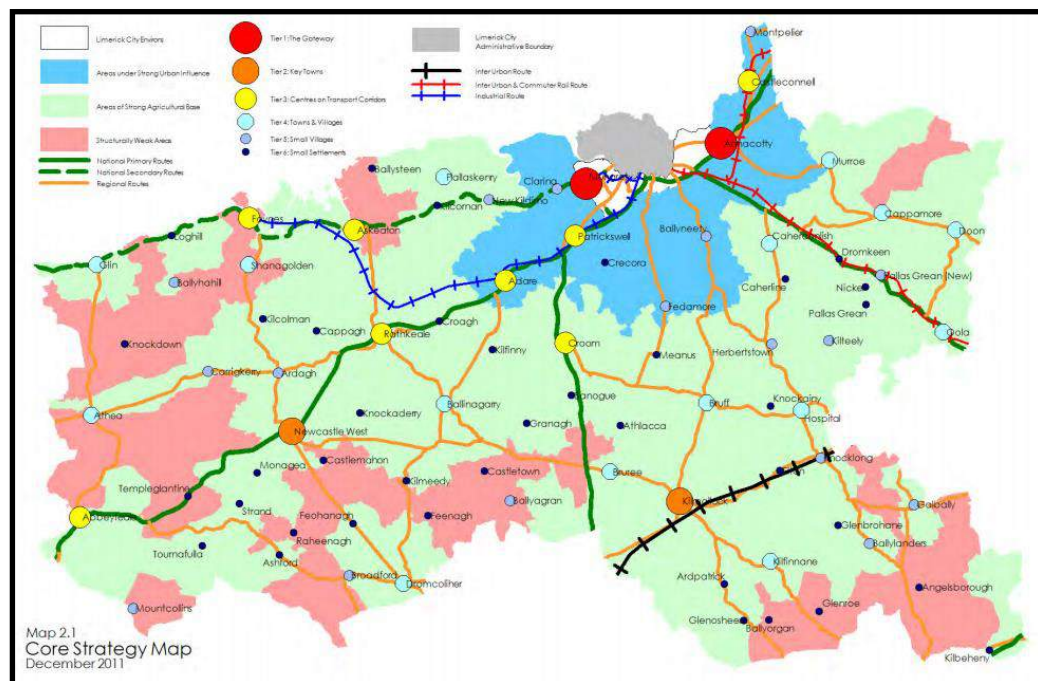 Limerick City Environs
Areas under Strong Urban Influence
Areas of Strong Agricultural Base
Structurally Weak Areas
National Primary Routes
National Secondary Routes
Regional Routes
Tier 1: The Gateway
Tier 2: Key Towns
Tier 3: Centres on Transport Corridors
Tier 4: Towns & Villages
Tier 5: Small Villages
Tier 6: Small Settlements
Limerick City
Administrative Boundary
Inter Urban Route
Inter Urban & Commuter Rail Route
Industrial Route
Montpelier
Castleconnell
Annacotty
Murroe
Ballysteen
Pallaskenry
Clarina
New Kildimo
Kilcornan
Cappamore
Doon
Foynes
Askeaton
Loghill
Patrickswell
Ballyneety
Caherconlish
Dromkeen
Glin
Shanagolden
Crecora
Pallas Grean (New)
Ballyhahill
Adare
Caherline
Nicker
Pallas Grean
Fedamore
Kilcolman
Cappagh
Croagh
Rathkeale
Oola
Knockdown
Kilfinny
Croom
Meanus
Herbertstown
Kilteely
Carrigkerry
Ardagh
Athea
Knockaderry
Ballingarry
Banogue
Bruff
Knockainy
Hospital
Newcastle West
Granagh
Athlacca
Monagea
Castlemahon
Castletown
Bruree
Knocklong
Templeglantine
Kilmeedy
Strand
Ballyagran
Kilmallock
Galbally
Abbeyfeale
Feohanagh
Feenagh
Glenbrohane
Raheenagh
Tournafulla
Ashford
Ballylanders
Broadford
Dromcolliher
Kilfinnane
Ardpatrick
Angelsborough
Mountcollins
Glenroe
Glenosheen
Ballyorgan
Kilbeheny
Map 2.1
Core Strategy Map
December 2011